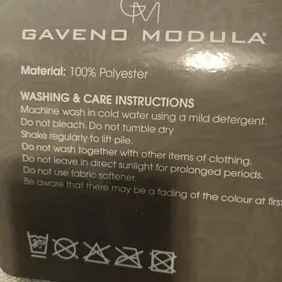 GM
GAVENO MODULA®
Material: 100% Polyester
WASHING & CARE INSTRUCTIONS
Machine wash in cold water using a mild detergent.
Do not bleach. Do not tumble dry
Shake regularly to lift pile.
Do not wash together with other items of clothing.
Do not leave in direct sunlight for prolonged periods.
Do not use fabric softener.
Be aware that there may be a fading of the colour at first